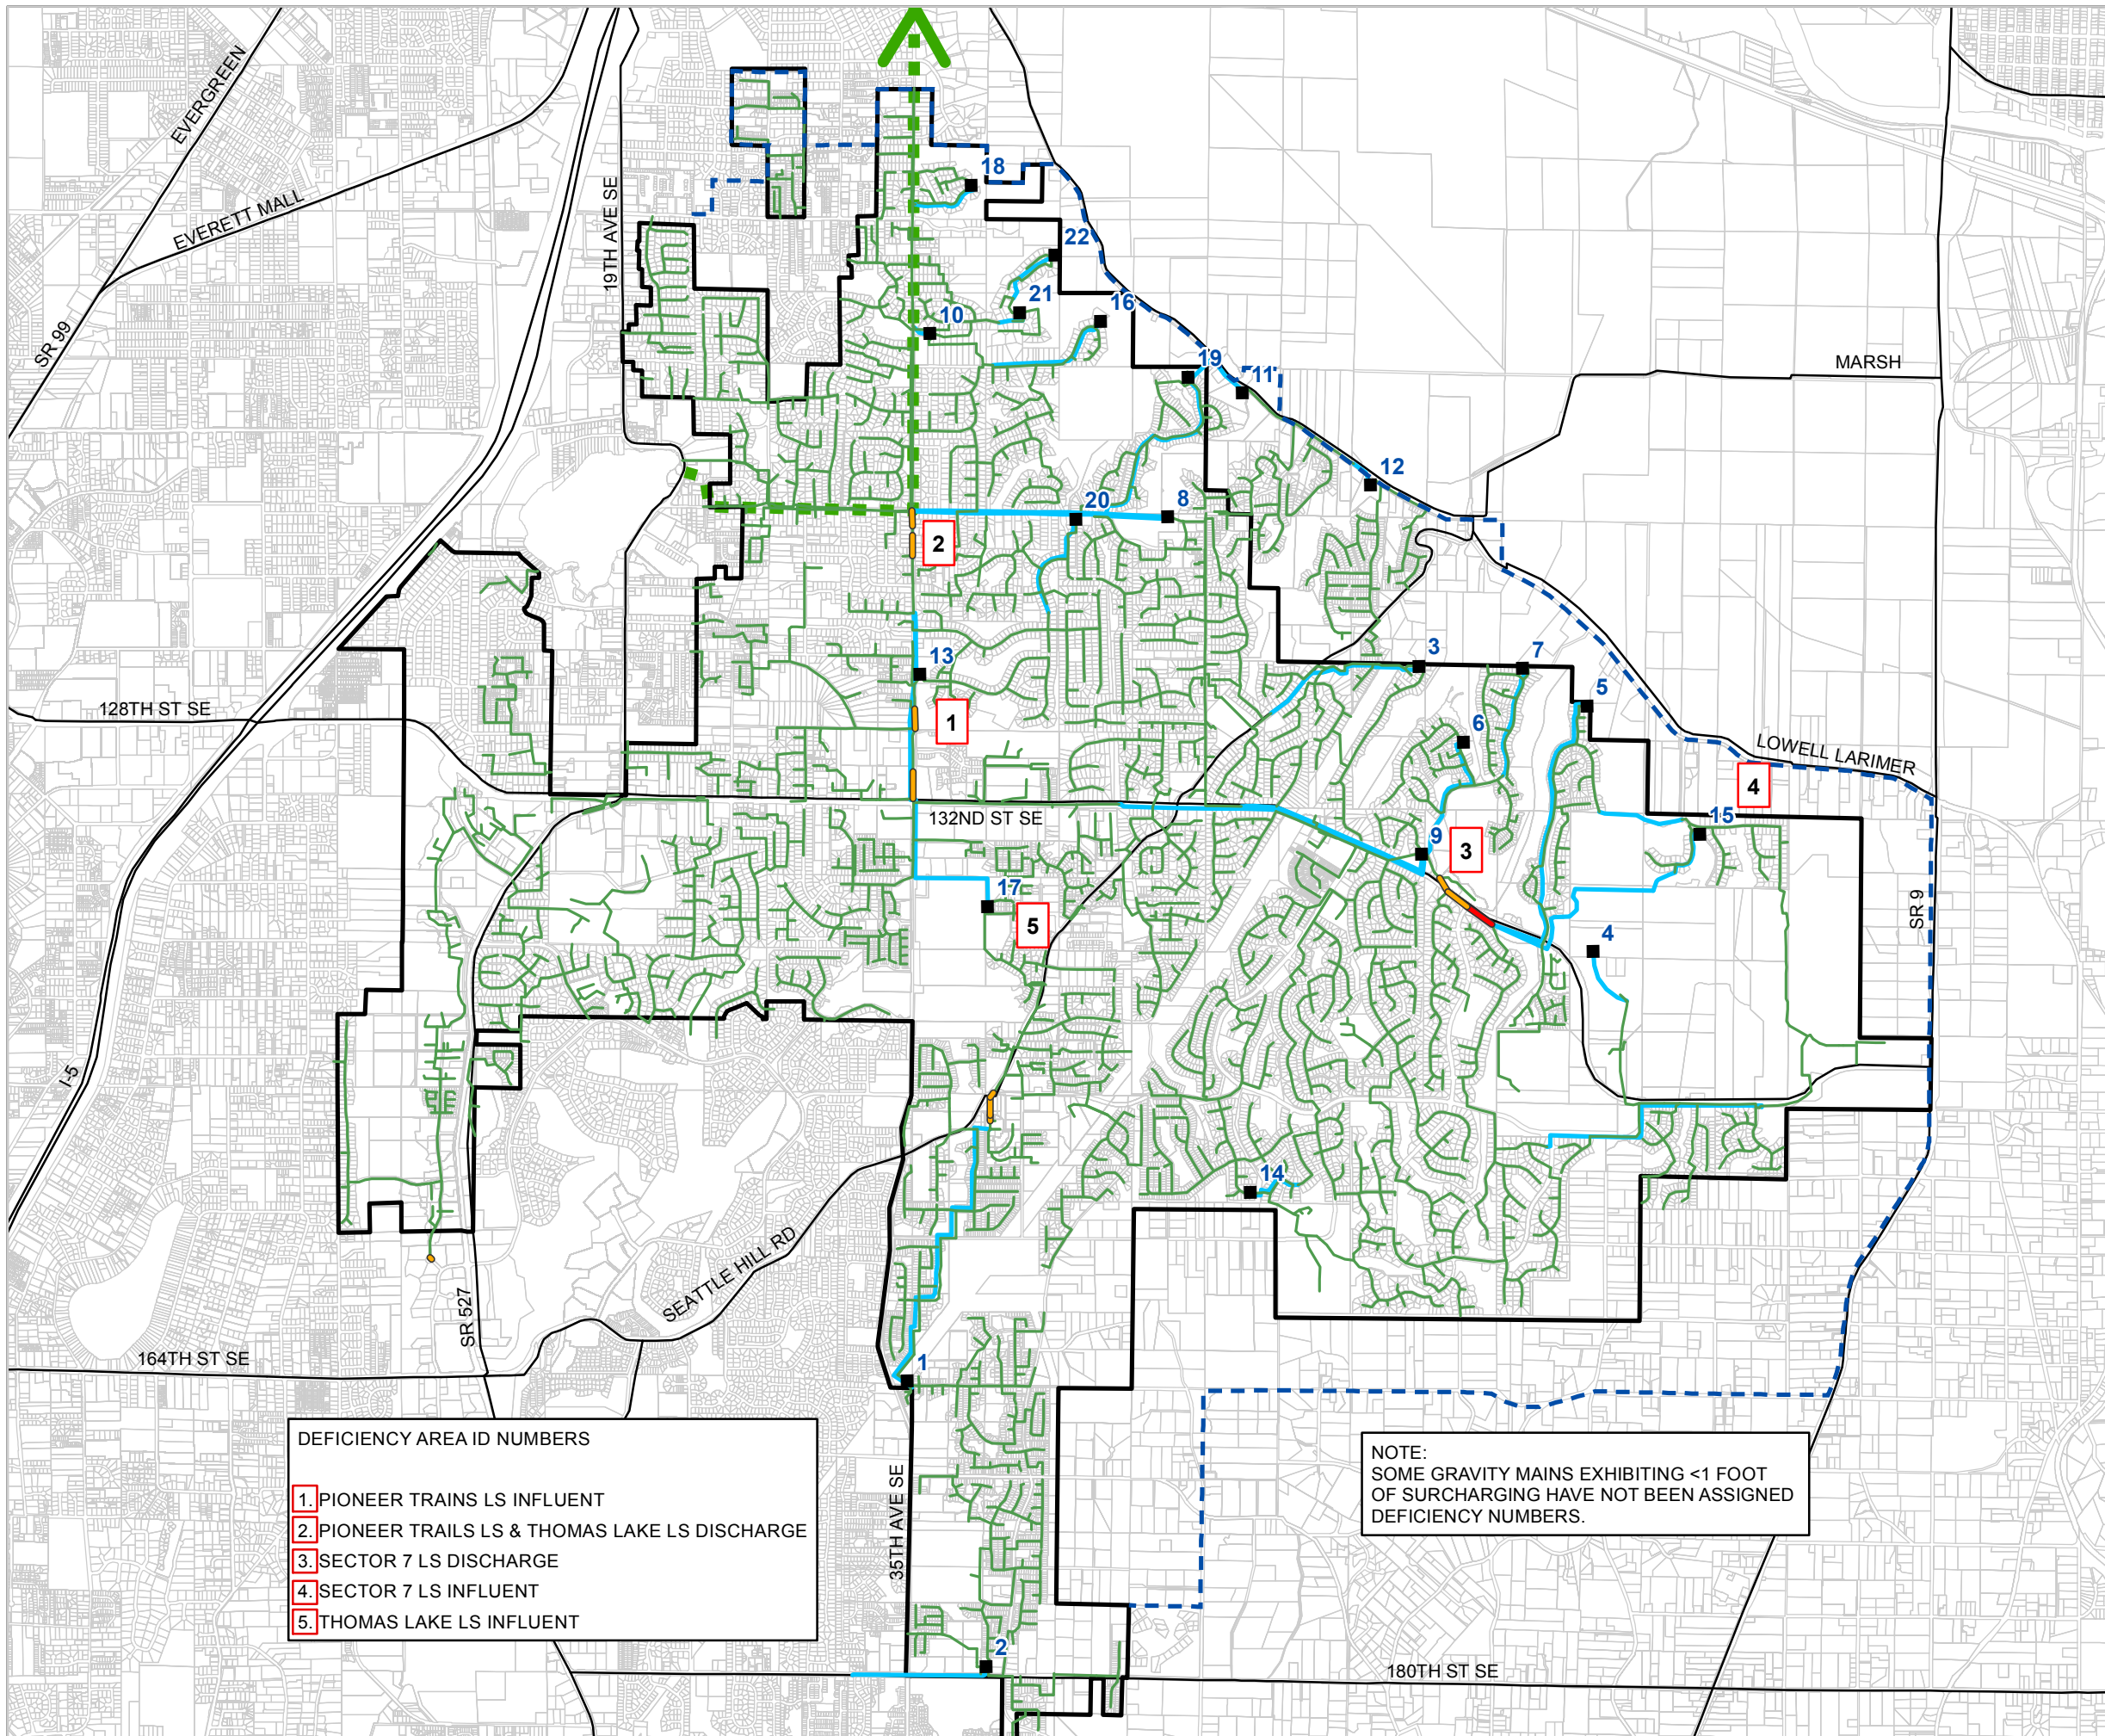 EVERGREEN
EVERETT MALL
SR 99
19TH AVE SE
18
22
21
16
10
19
11
MARSH
12
20
8
2
3
7
13
5
128TH ST SE
1
6
LOWELL LARIMER
4
132ND ST SE
15
9
3
17
5
SR 9
4
I-5
14
SEATTLE HILL RD
SR 527
164TH ST SE
1
DEFICIENCY AREA ID NUMBERS
1. PIONEER TRAINS LS INFLUENT
2. PIONEER TRAILS LS & THOMAS LAKE LS DISCHARGE
3. SECTOR 7 LS DISCHARGE
4. SECTOR 7 LS INFLUENT
5. THOMAS LAKE LS INFLUENT
35TH AVE SE
NOTE:
SOME GRAVITY MAINS EXHIBITING <1 FOOT
OF SURCHARGING HAVE NOT BEEN ASSIGNED
DEFICIENCY NUMBERS.
2
180TH ST SE